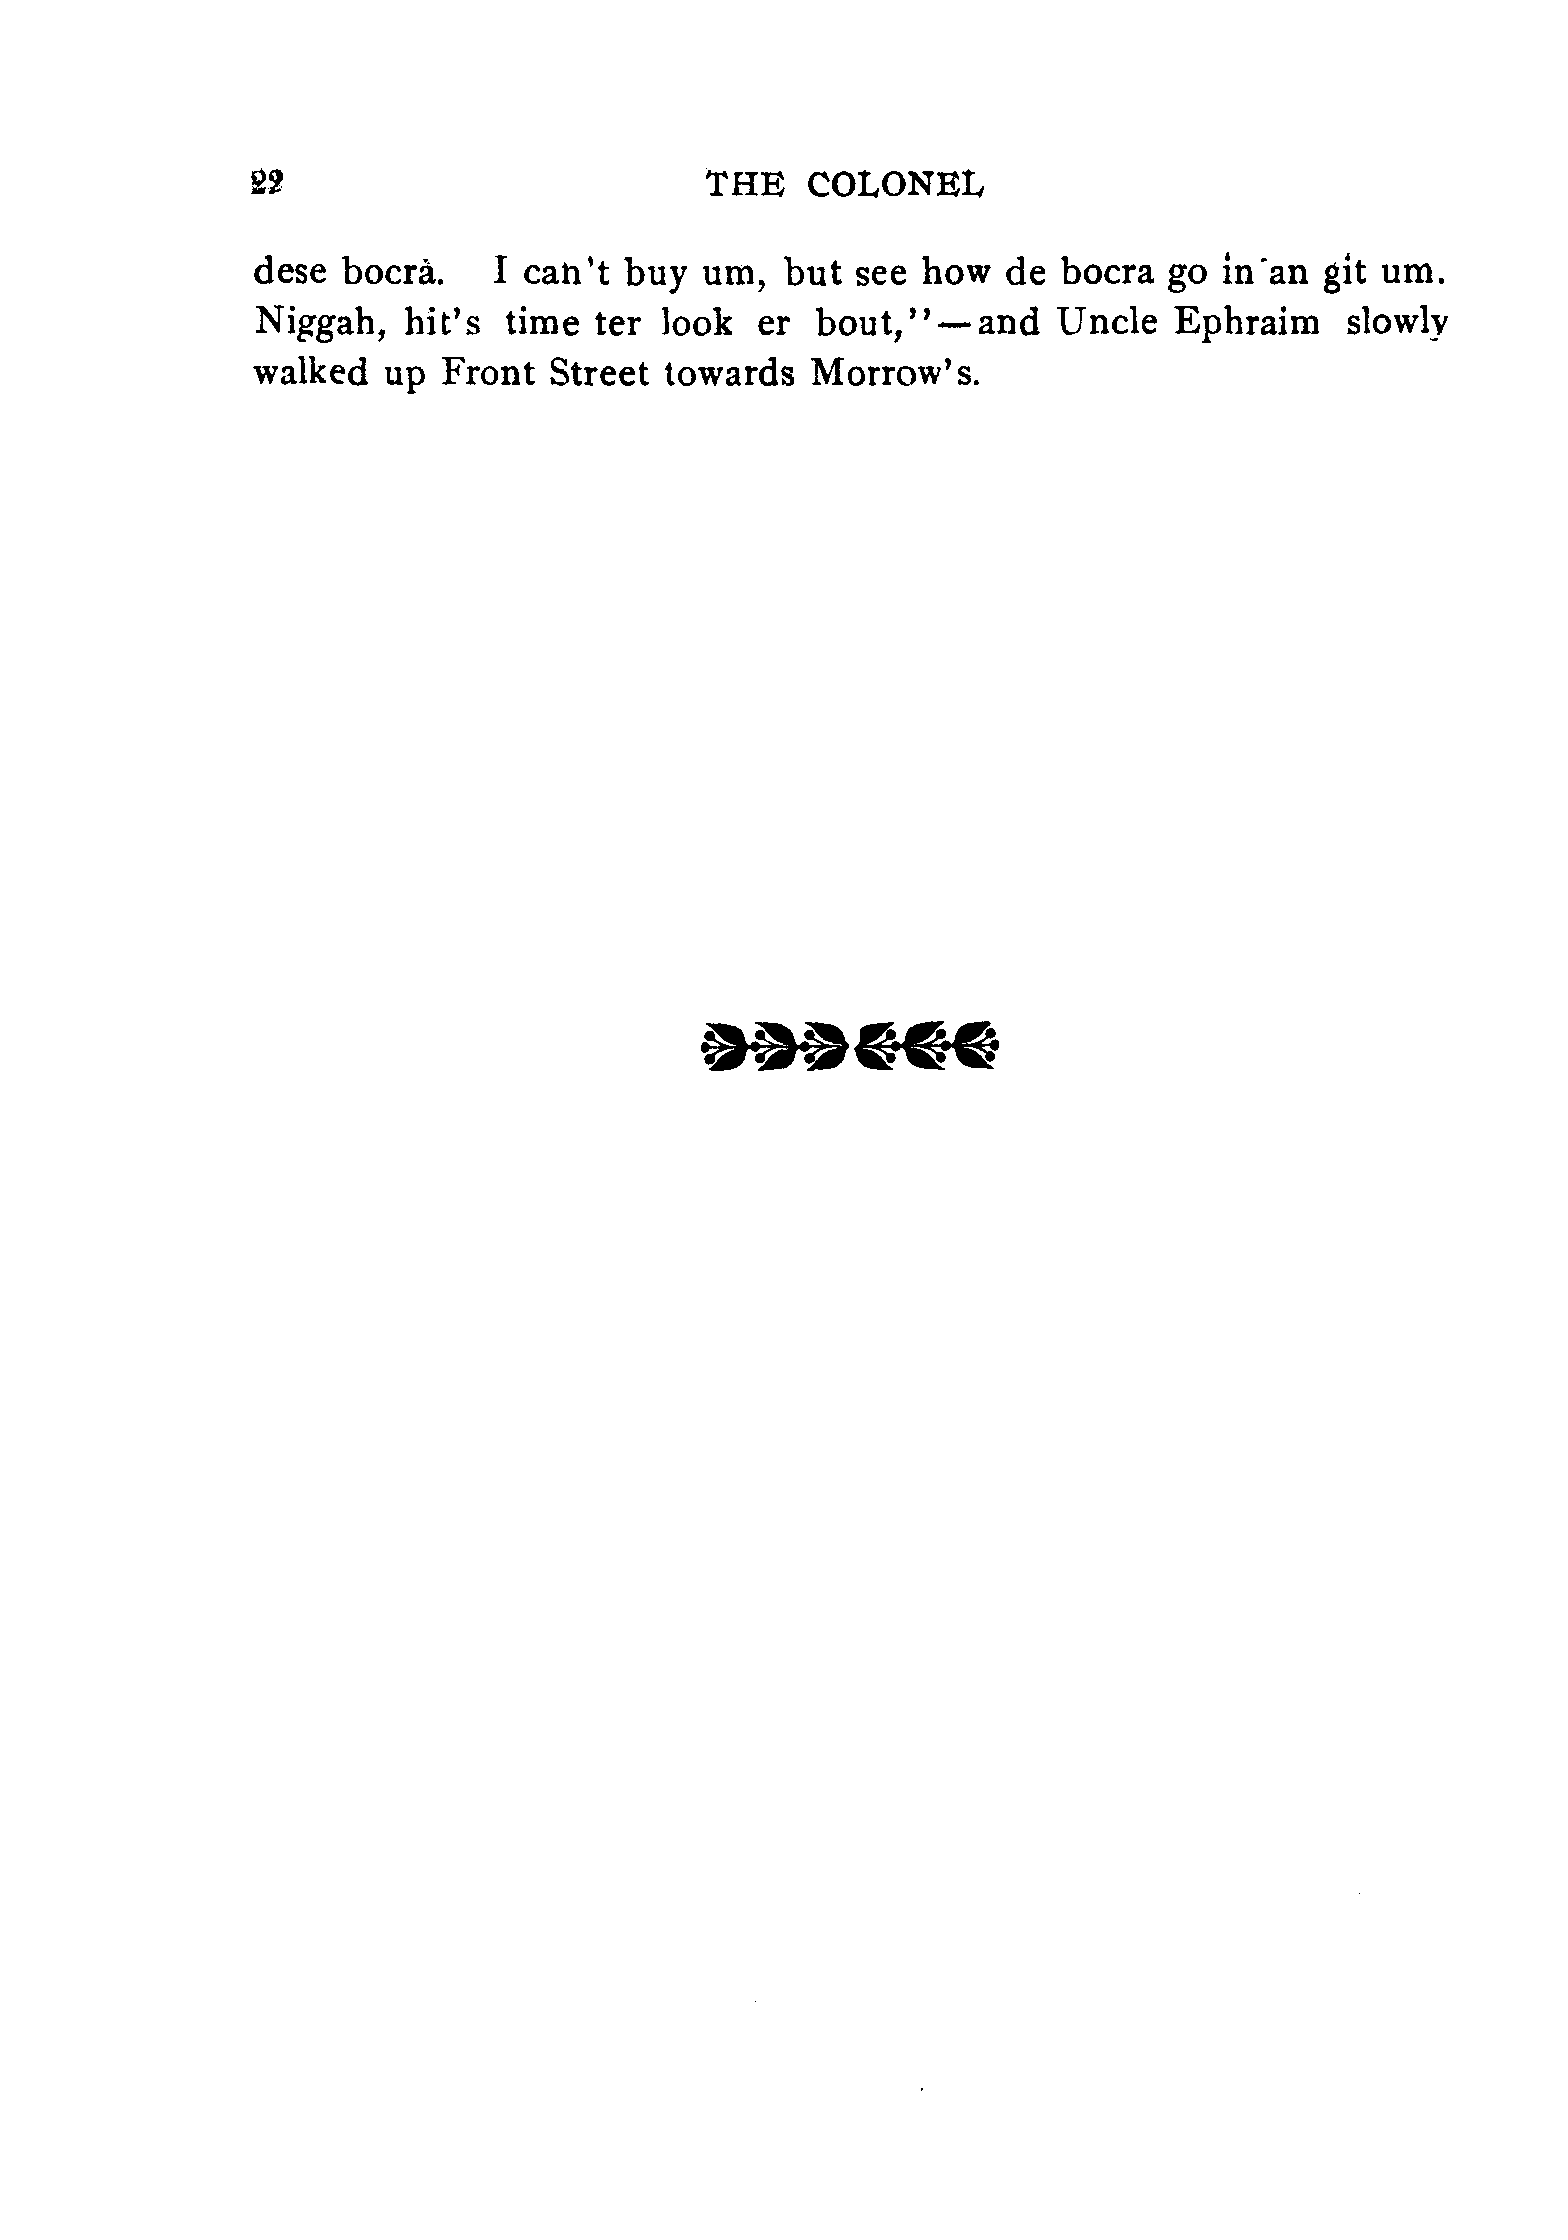 22 THE COLONEL
dese bocra. I can't buy um, but see how de bocra go in an git um.
Niggah, hit's time ter look er bout,''—and Uncle Ephraim slowly
walked up Front Street towards Morrow's.